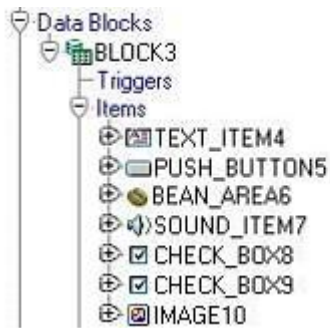 Data Blocks
BLOCK3
Triggers
Items
TEXT_ITEM4
PUSH_BUTTON5
BEAN_AREA6
SOUND_ITEM7
CHECK_BOX8
CHECK_BOX9
IMAGE10